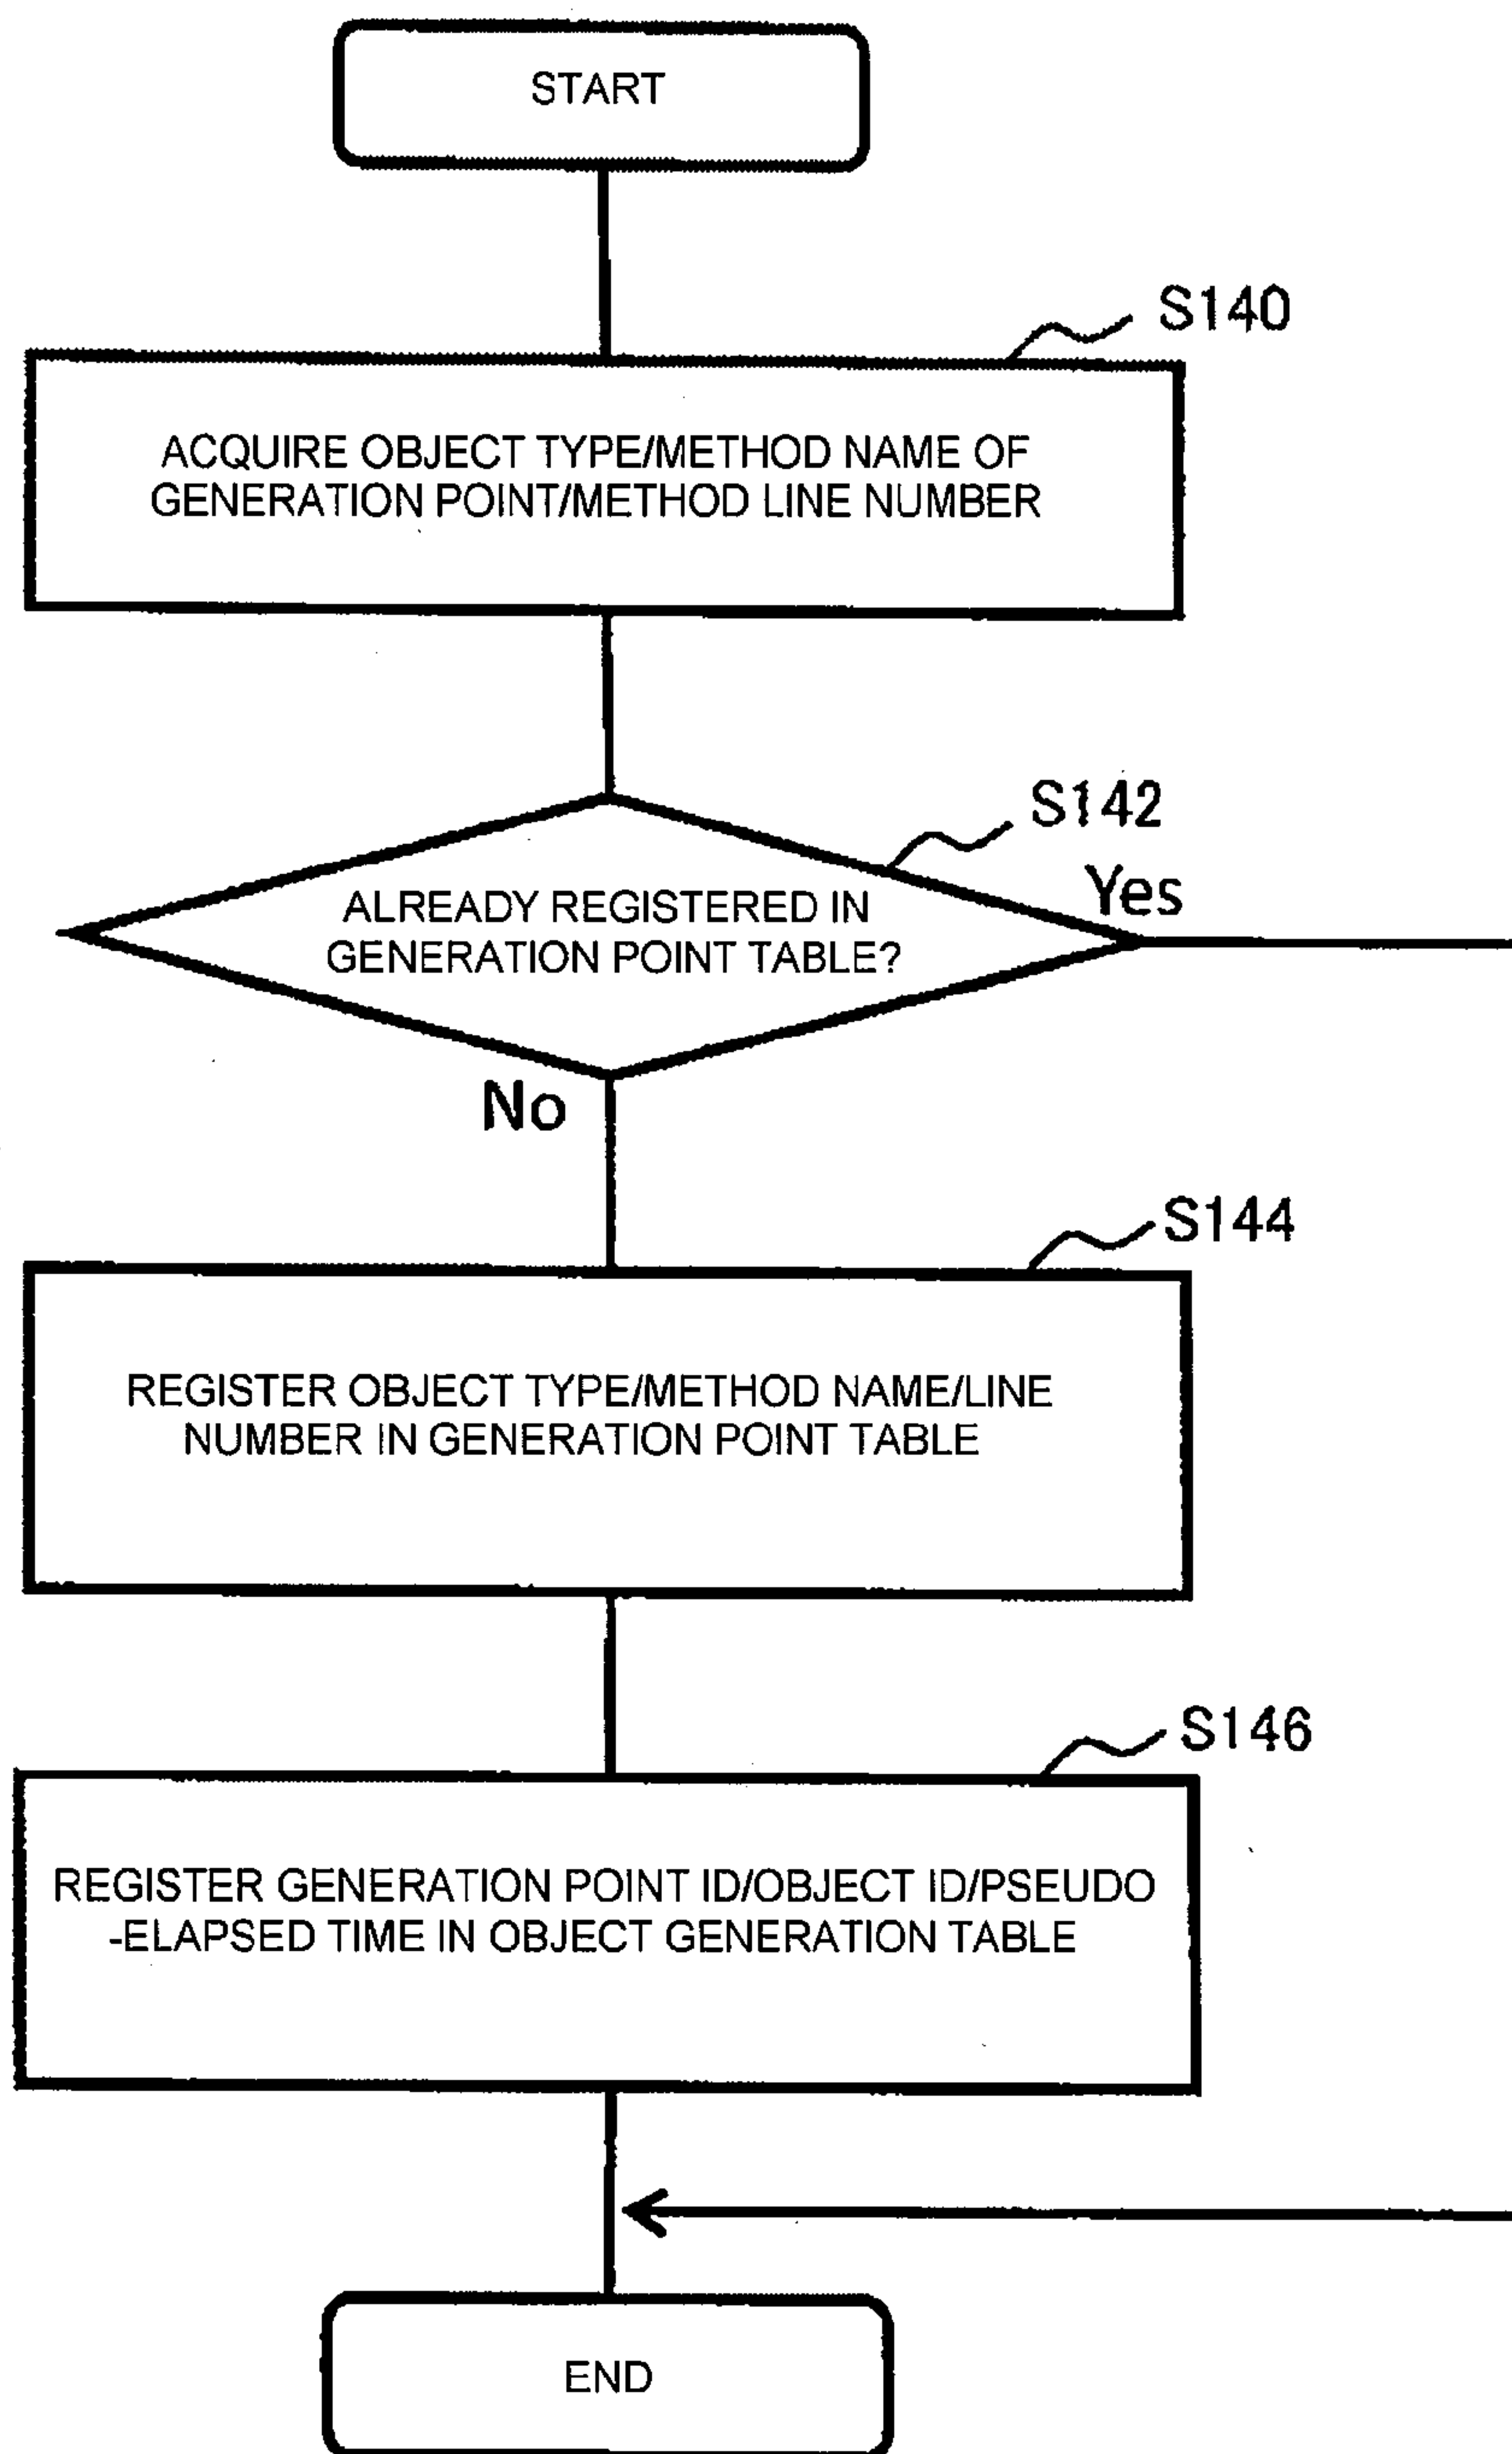 START
S140
ACQUIRE OBJECT TYPE/METHOD NAME OF
GENERATION POINT/METHOD LINE NUMBER
S142
Yes
ALREADY REGISTERED IN
GENERATION POINT TABLE?
No
S144
REGISTER OBJECT TYPE/METHOD NAME/LINE
NUMBER IN GENERATION POINT TABLE
S146
REGISTER GENERATION POINT ID/OBJECT ID/PSEUDO
-ELAPSED TIME IN OBJECT GENERATION TABLE
END